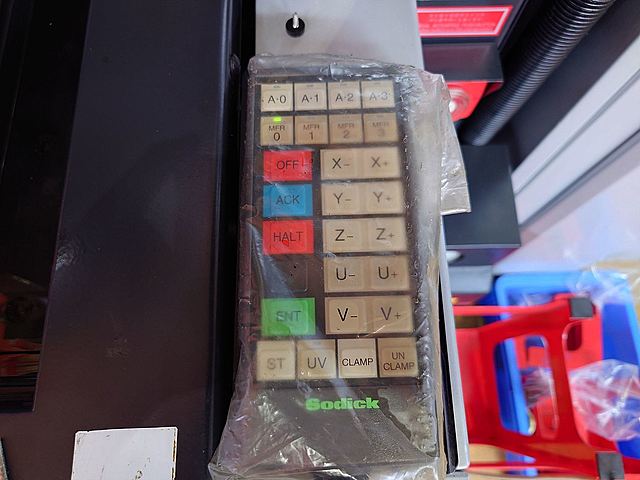 A-0 A-1 A-2 A-3
MFR 0 MFR 1 MFR 2 MFR 3
OFF X- X+
ACK Y- Y+
HALT Z- Z+
U- U+
ENT V- V+
ST UV CLAMP UN CLAMP
Sodick